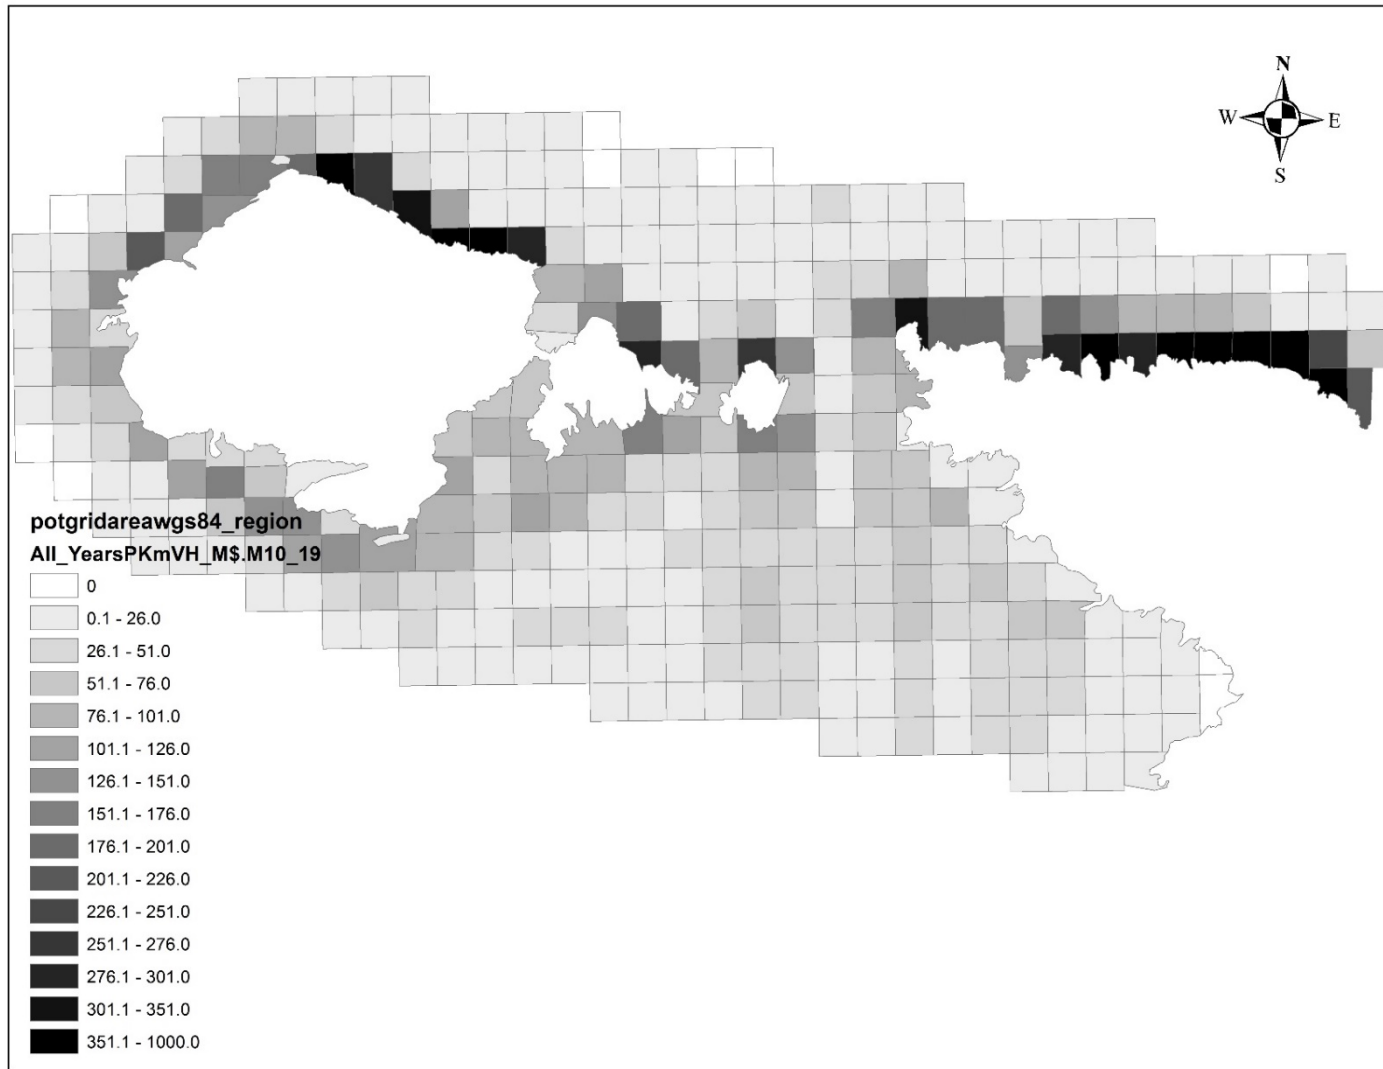 N
W E
S
potgridareawgs84_region
All_YearsPKmVH_M$.M10_19
0
0.1 - 26.0
26.1 - 51.0
51.1 - 76.0
76.1 - 101.0
101.1 - 126.0
126.1 - 151.0
151.1 - 176.0
176.1 - 201.0
201.1 - 226.0
226.1 - 251.0
251.1 - 276.0
276.1 - 301.0
301.1 - 351.0
351.1 - 1000.0